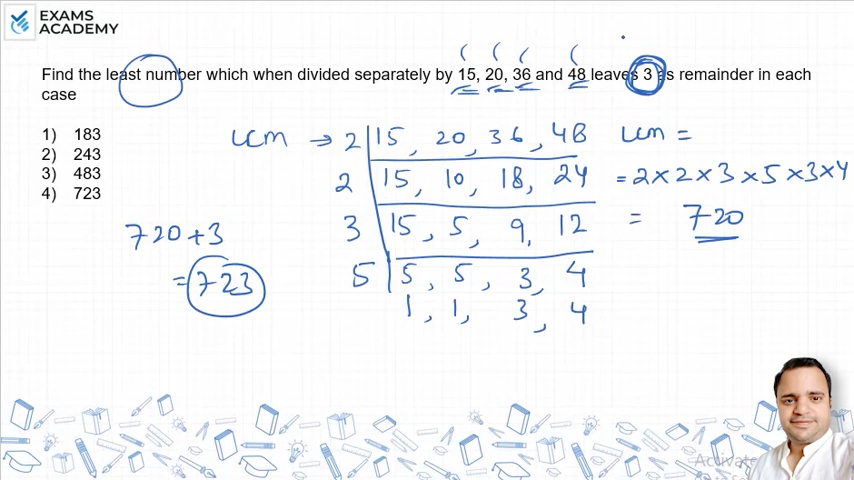 EXAMS
ACADEMY
Find the least number which when divided separately by 15, 20, 36 and 48 leaves 3 as remainder in each
case
1) 183
2) 243
3) 483
4) 723
LCM → 2 | 15, 20, 36, 48
2 | 15, 10, 18, 24
3 | 15, 5, 9, 12
5 | 5, 5, 3, 4
1, 1, 3, 4
LCM =
= 2 × 2 × 3 × 5 × 3 × 4
= 720
720 + 3
= 723
Activate